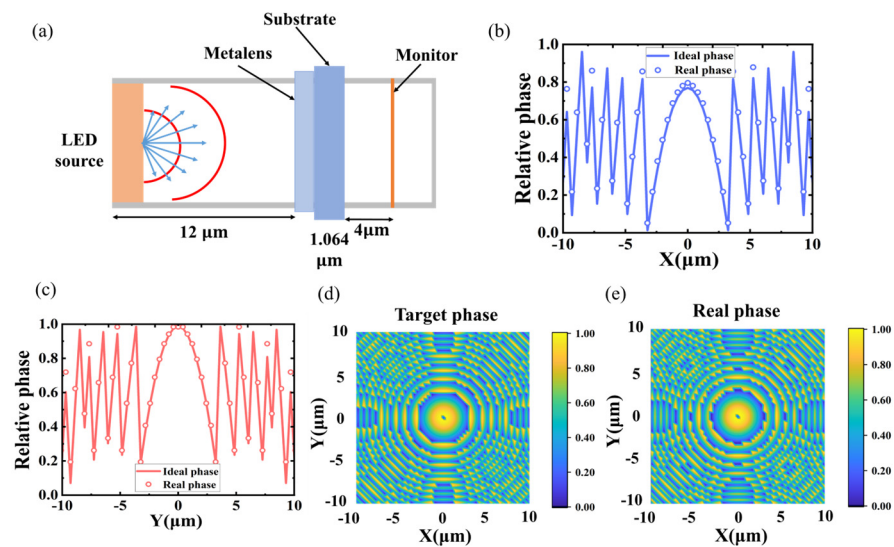 (a)
Substrate
Metalens
Monitor
LED
source
12 μm
1.064
μm
4μm
(b)
Relative phase
1.0
0.8
0.6
0.4
0.2
0.0
Ideal phase
Real phase
-10
-5
0
5
10
X(μm)
(c)
Relative phase
1.0
0.8
0.6
0.4
0.2
0.0
Ideal phase
Real phase
-10
-5
0
5
10
Y(μm)
(d)
Target phase
Y(μm)
10
5
0
-5
-10
-10
-5
0
5
10
X(μm)
1.00
0.80
0.60
0.40
0.20
0.00
(e)
Real phase
Y(μm)
10
5
0
-5
-10
-10
-5
0
5
10
X(μm)
1.00
0.80
0.60
0.40
0.20
0.00